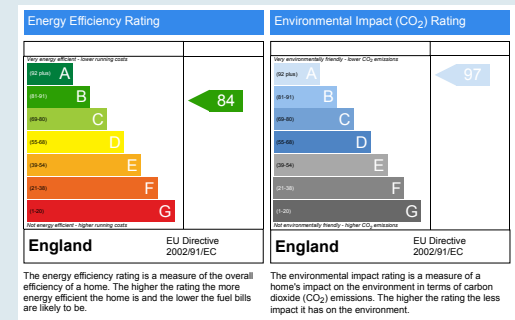 Energy Efficiency Rating
Very energy efficient - lower running costs
(92 plus) A
(81-91) B
84
(69-80) C
(55-68) D
(39-54) E
(21-38) F
(1-20) G
Not energy efficient - higher running costs
England
EU Directive
2002/91/EC
The energy efficiency rating is a measure of the overall
efficiency of a home. The higher the rating the more
energy efficient the home is and the lower the fuel bills
are likely to be.
Environmental Impact (CO₂) Rating
Very environmentally friendly - lower CO₂ emissions
(92 plus) A
97
(81-91) B
(69-80) C
(55-68) D
(39-54) E
(21-38) F
(1-20) G
Not environmentally friendly - higher CO₂ emissions
England
EU Directive
2002/91/EC
The environmental impact rating is a measure of a
home's impact on the environment in terms of carbon
dioxide (CO₂) emissions. The higher the rating the less
impact it has on the environment.